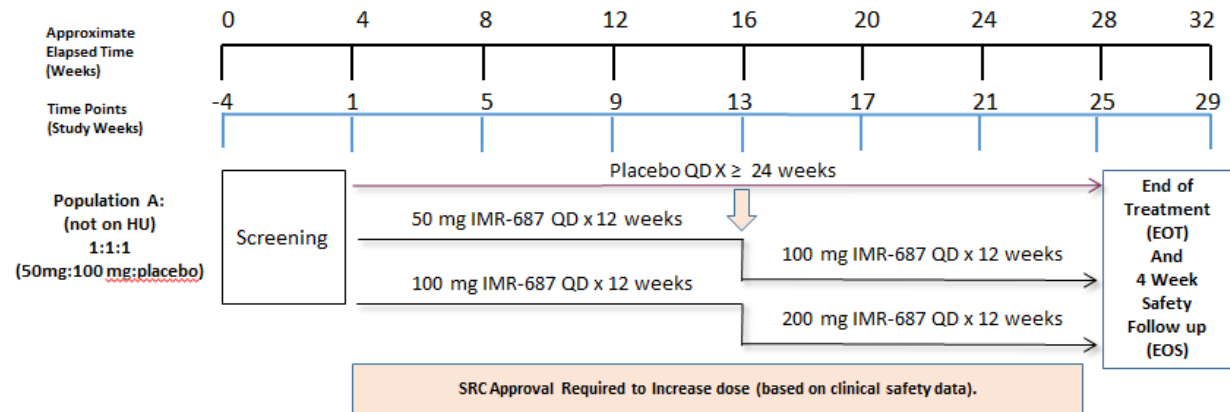 Approximate
Elapsed Time
(Weeks)
0 4 8 12 16 20 24 28 32
Time Points
(Study Weeks)
-4 1 5 9 13 17 21 25 29
Population A:
(not on HU)
1:1:1
(50mg:100 mg:placebo)
Screening
Placebo QD X ≥ 24 weeks
50 mg IMR-687 QD x 12 weeks
100 mg IMR-687 QD x 12 weeks
100 mg IMR-687 QD x 12 weeks
200 mg IMR-687 QD x 12 weeks
End of
Treatment
(EOT)
And
4 Week
Safety
Follow up
(EOS)
SRC Approval Required to Increase dose (based on clinical safety data).